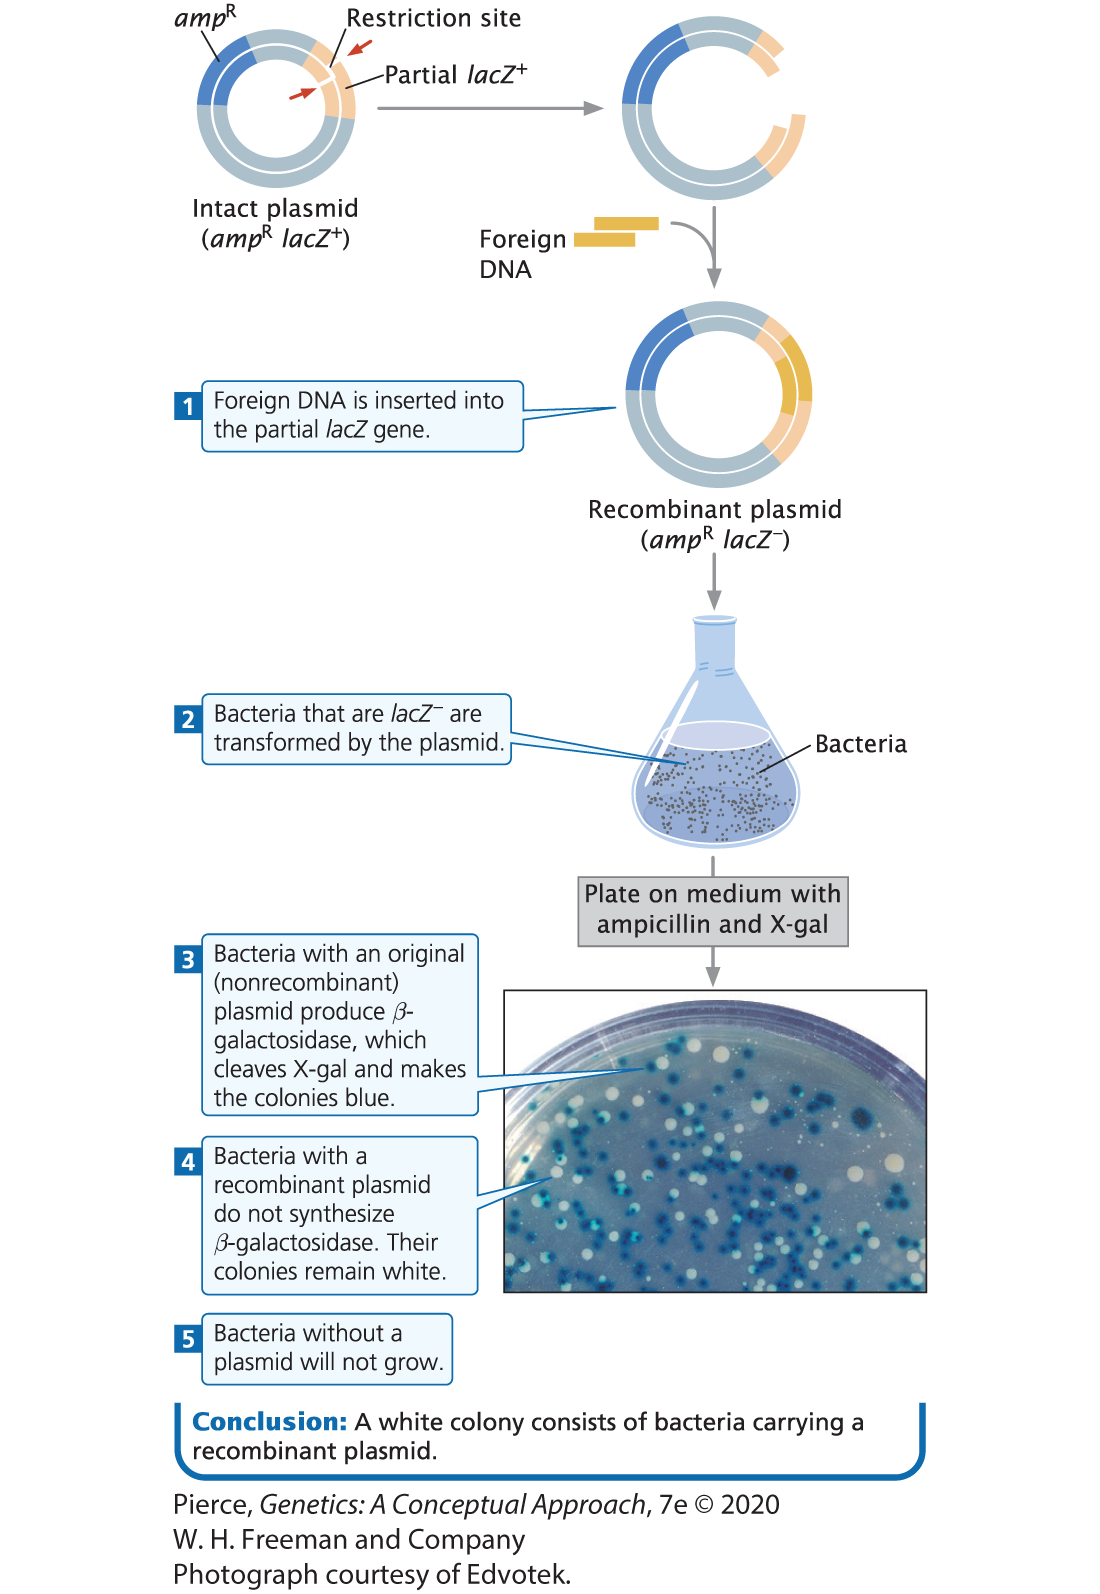 ampR
Restriction site
Partial lacZ+
Intact plasmid
(ampR lacZ+)
Foreign
DNA
1
Foreign DNA is inserted into
the partial lacZ gene.
Recombinant plasmid
(ampR lacZ–)
2
Bacteria that are lacZ– are
transformed by the plasmid.
Bacteria
Plate on medium with
ampicillin and X-gal
3
Bacteria with an original
(nonrecombinant)
plasmid produce β-
galactosidase, which
cleaves X-gal and makes
the colonies blue.
4
Bacteria with a
recombinant plasmid
do not synthesize
β-galactosidase. Their
colonies remain white.
5
Bacteria without a
plasmid will not grow.
Conclusion: A white colony consists of bacteria carrying a
recombinant plasmid.
Pierce, Genetics: A Conceptual Approach, 7e © 2020
W. H. Freeman and Company
Photograph courtesy of Edvotek.